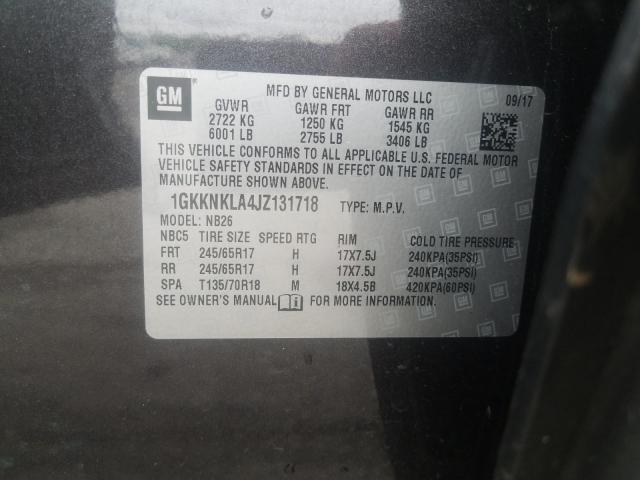 GM
MFD BY GENERAL MOTORS LLC 09/17
GVWR GAWR FRT GAWR RR
2722 KG 1250 KG 1545 KG
6001 LB 2755 LB 3406 LB
THIS VEHICLE CONFORMS TO ALL APPLICABLE U.S. FEDERAL MOTOR
VEHICLE SAFETY STANDARDS IN EFFECT ON THE DATE OF
MANUFACTURE SHOWN ABOVE.
1GKKNKLA4JZ131718 TYPE: M.P.V.
MODEL: NB26
NBC5 TIRE SIZE SPEED RTG RIM COLD TIRE PRESSURE
FRT 245/65R17 H 17X7.5J 240KPA(35PSI)
RR 245/65R17 H 17X7.5J 240KPA(35PSI)
SPA T135/70R18 M 18X4.5B 420KPA(60PSI)
SEE OWNER'S MANUAL FOR MORE INFORMATION.